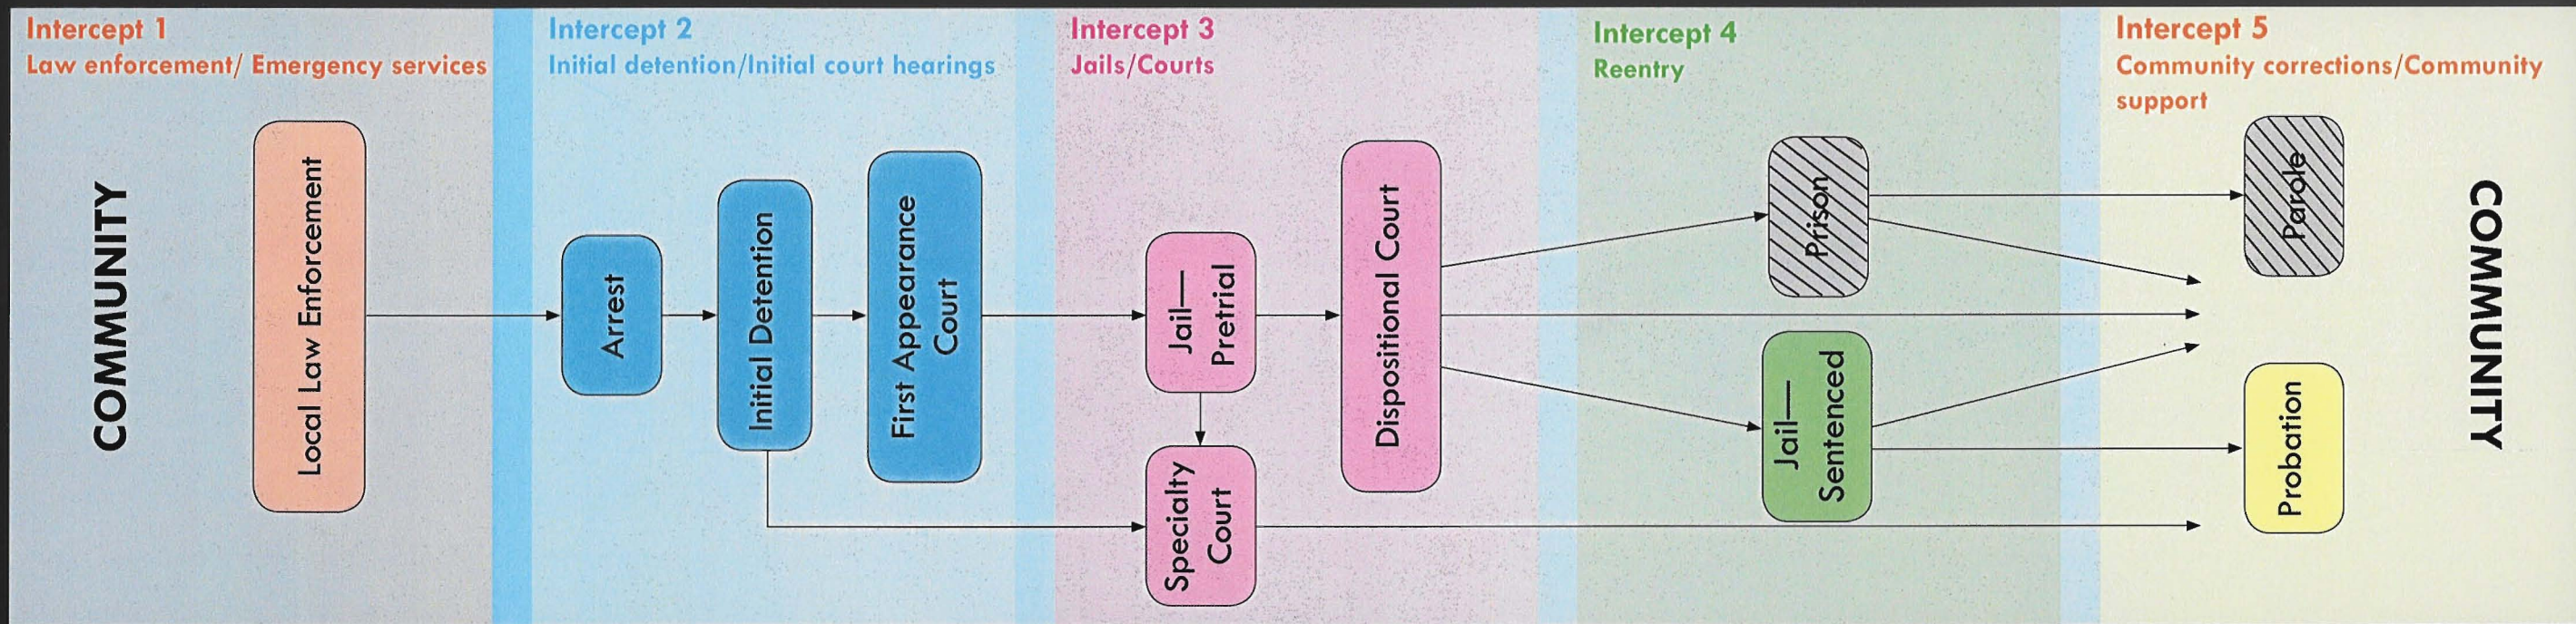 Intercept 1
Law enforcement/ Emergency services
COMMUNITY
Local Law Enforcement
Intercept 2
Initial detention/Initial court hearings
Arrest
Initial Detention
First Appearance
Court
Intercept 3
Jails/Courts
Jail—
Pretrial
Specialty
Court
Dispositional Court
Intercept 4
Reentry
Prison
Jail—
Sentenced
Intercept 5
Community corrections/Community
support
Parole
Probation
COMMUNITY